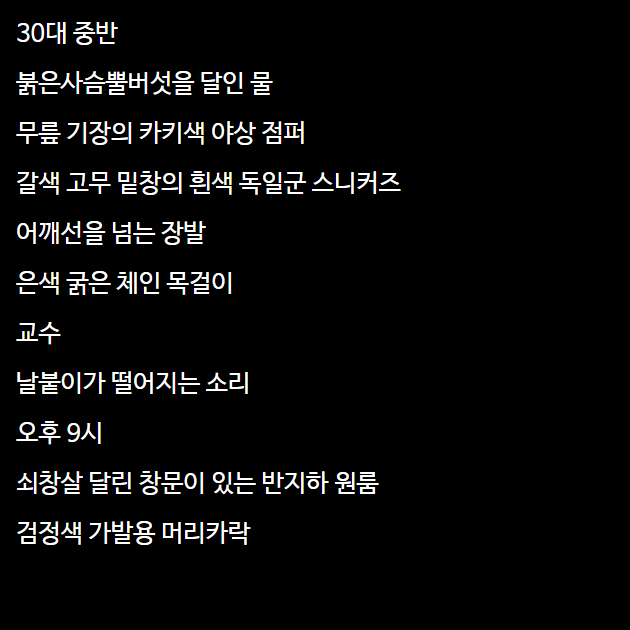 30대 중반
붉은사슴뿔버섯을 달인 물
무릎 기장의 카키색 야상 점퍼
갈색 고무 밑창의 흰색 독일군 스니커즈
어깨선을 넘는 장발
은색 굵은 체인 목걸이
교수
날붙이가 떨어지는 소리
오후 9시
쇠창살 달린 창문이 있는 반지하 원룸
검정색 가발용 머리카락